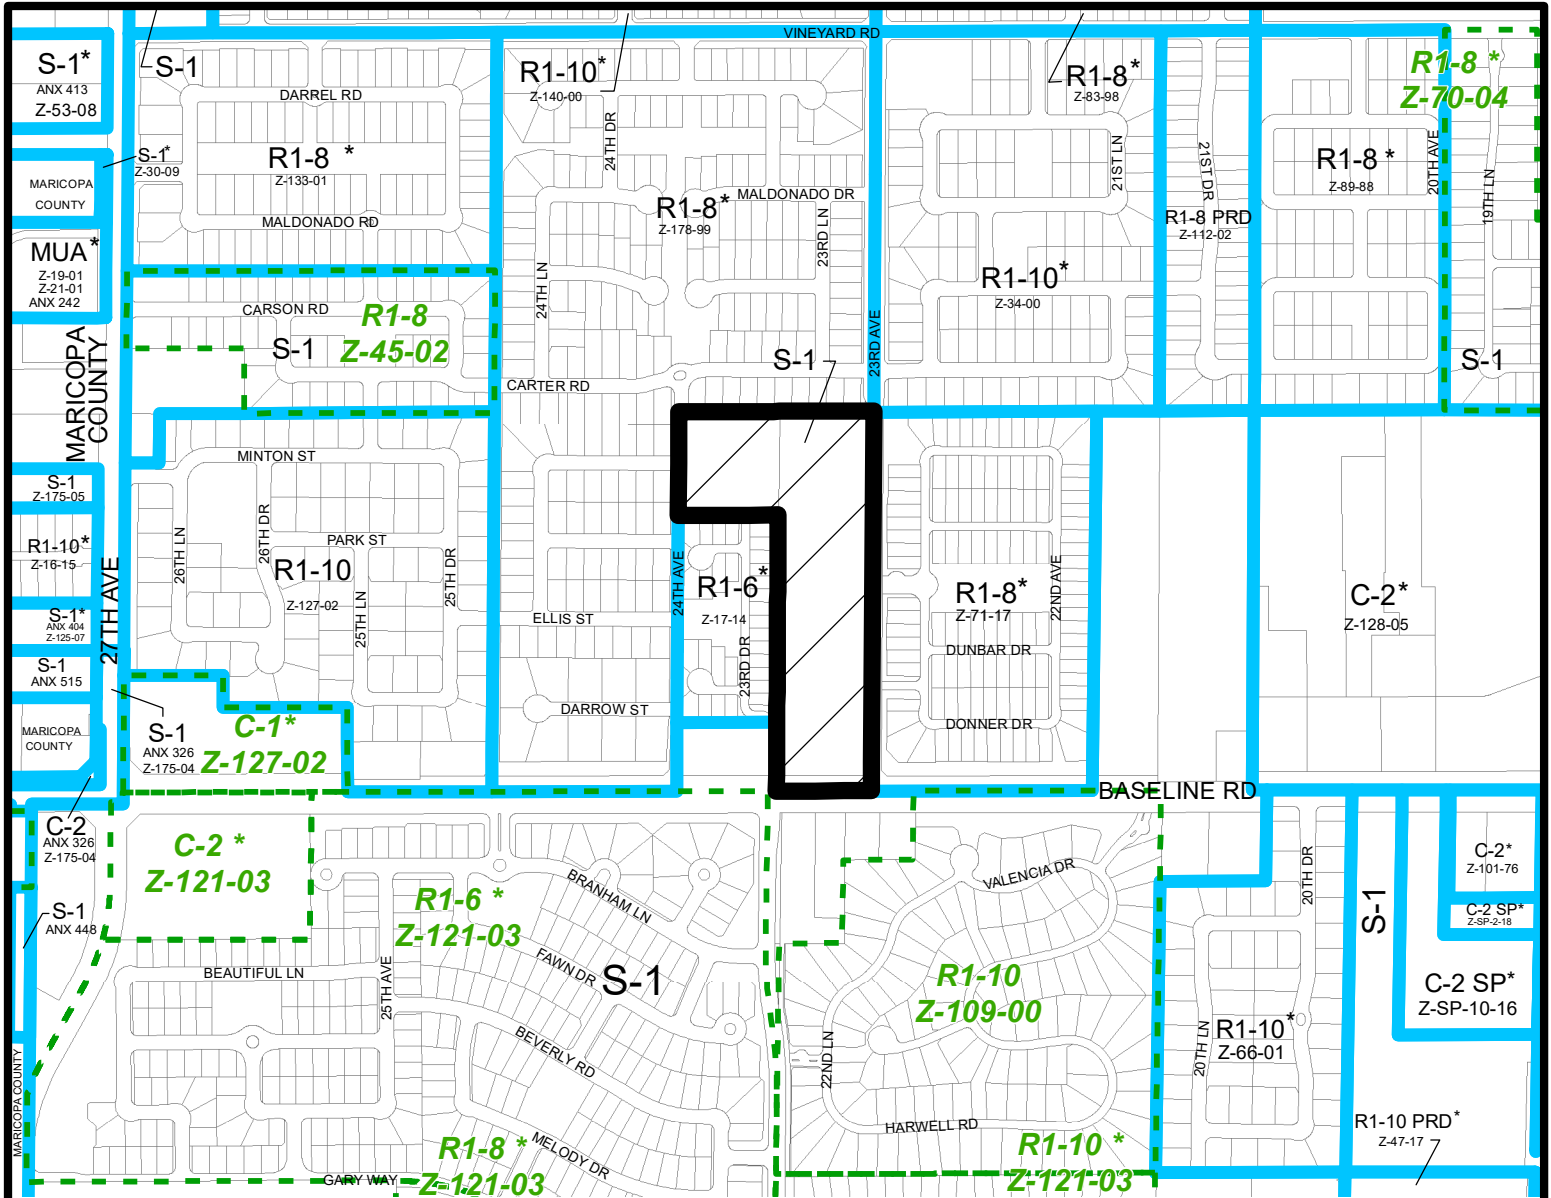 VINEYARD RD
S-1*
ANX 413
Z-53-08
S-1
DARREL RD
R1-8 *
Z-133-01
MALDONADO RD
S-1*
Z-30-09
MARICOPA
COUNTY
MUA*
Z-19-01
Z-21-01
ANX 242
R1-10*
Z-140-00
24TH DR
R1-8*
Z-178-99
MALDONADO DR
23RD LN
24TH LN
R1-8*
Z-83-98
21ST LN
21ST DR
R1-8 PRD
Z-112-02
R1-10*
Z-34-00
R1-8 *
Z-89-88
20TH AVE
R1-8 *
Z-70-04
19TH LN
S-1
CARSON RD
R1-8
Z-45-02
S-1
MARICOPA
COUNTY
CARTER RD
S-1
23RD AVE
MINTON ST
26TH LN
26TH DR
PARK ST
R1-10
Z-127-02
25TH LN
25TH DR
S-1
Z-175-05
R1-10*
Z-16-15
S-1*
ANX 404
Z-125-07
S-1
ANX 515
MARICOPA
COUNTY
27TH AVE
S-1
ANX 326
Z-175-04
C-1*
Z-127-02
ELLIS ST
DARROW ST
24TH AVE
R1-6*
Z-17-14
23RD DR
R1-8*
Z-71-17
22ND AVE
DUNBAR DR
DONNER DR
C-2*
Z-128-05
BASELINE RD
C-2
ANX 326
Z-175-04
S-1
ANX 448
C-2 *
Z-121-03
R1-6 *
Z-121-03
BRANHAM LN
BEAUTIFUL LN
25TH AVE
FAWN DR
S-1
BEVERLY RD
MARICOPA COUNTY
R1-8 *
Z-121-03
MELODY DR
GARY WAY
VALENCIA DR
R1-10
Z-109-00
22ND LN
HARWELL RD
R1-10 *
Z-121-03
20TH DR
20TH LN
R1-10*
Z-66-01
S-1
C-2*
Z-101-76
C-2 SP*
Z-SP-2-18
C-2 SP*
Z-SP-10-16
R1-10 PRD*
Z-47-17